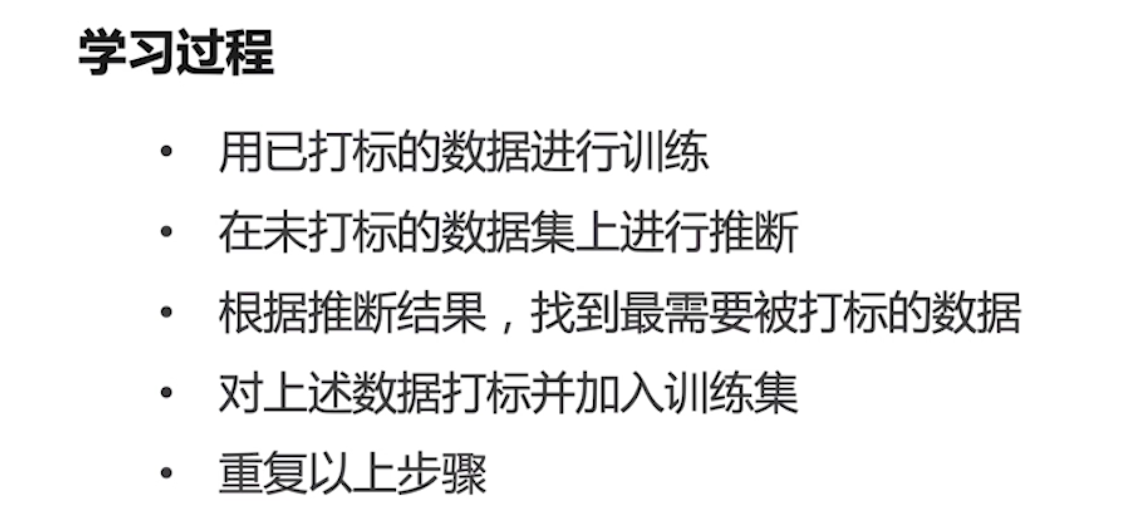 学习过程
• 用已打标的数据进行训练
• 在未打标的数据集上进行推断
• 根据推断结果，找到最需要被打标的数据
• 对上述数据打标并加入训练集
• 重复以上步骤